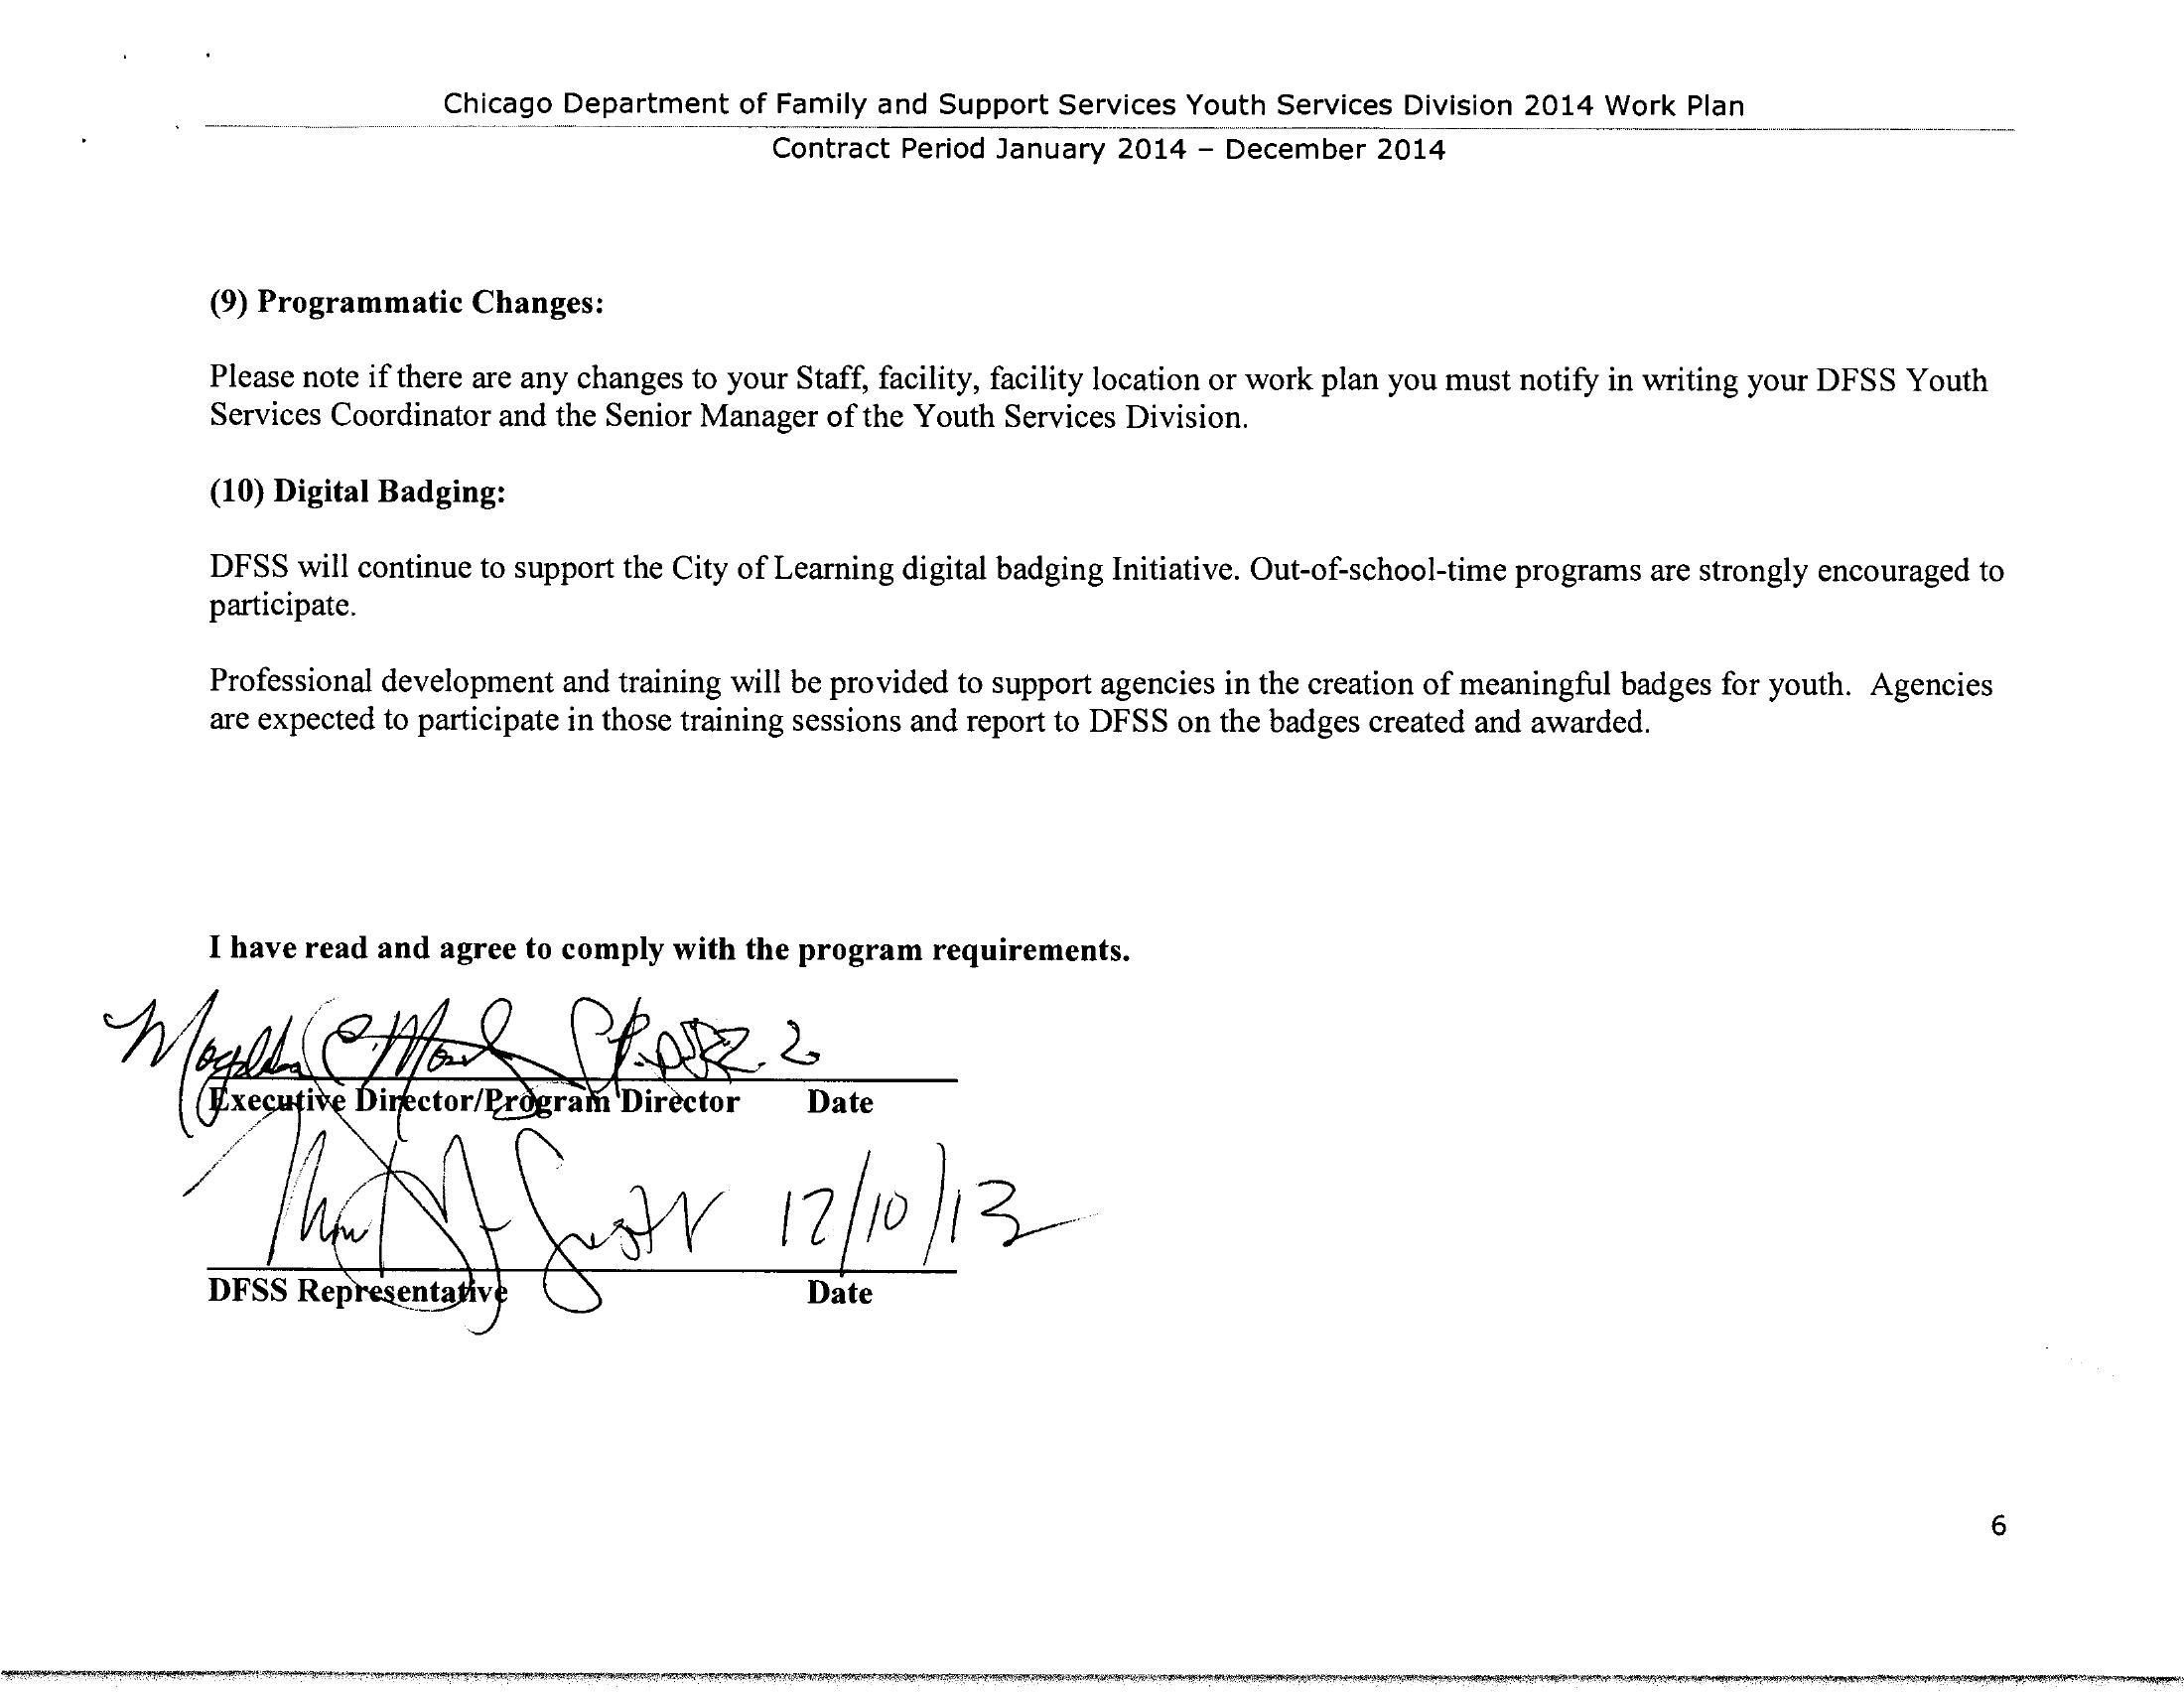 Chicago Department of Family and Support Services Youth Services Division 2014 Work Plan
Contract Period January 2014 – December 2014
(9) Programmatic Changes:
Please note if there are any changes to your Staff, facility, facility location or work plan you must notify in writing your DFSS Youth
Services Coordinator and the Senior Manager of the Youth Services Division.
(10) Digital Badging:
DFSS will continue to support the City of Learning digital badging Initiative. Out-of-school-time programs are strongly encouraged to
participate.
Professional development and training will be provided to support agencies in the creation of meaningful badges for youth.  Agencies
are expected to participate in those training sessions and report to DFSS on the badges created and awarded.
I have read and agree to comply with the program requirements.
Executive Director/Program Director Date
12/10/13
DFSS Representative Date
6